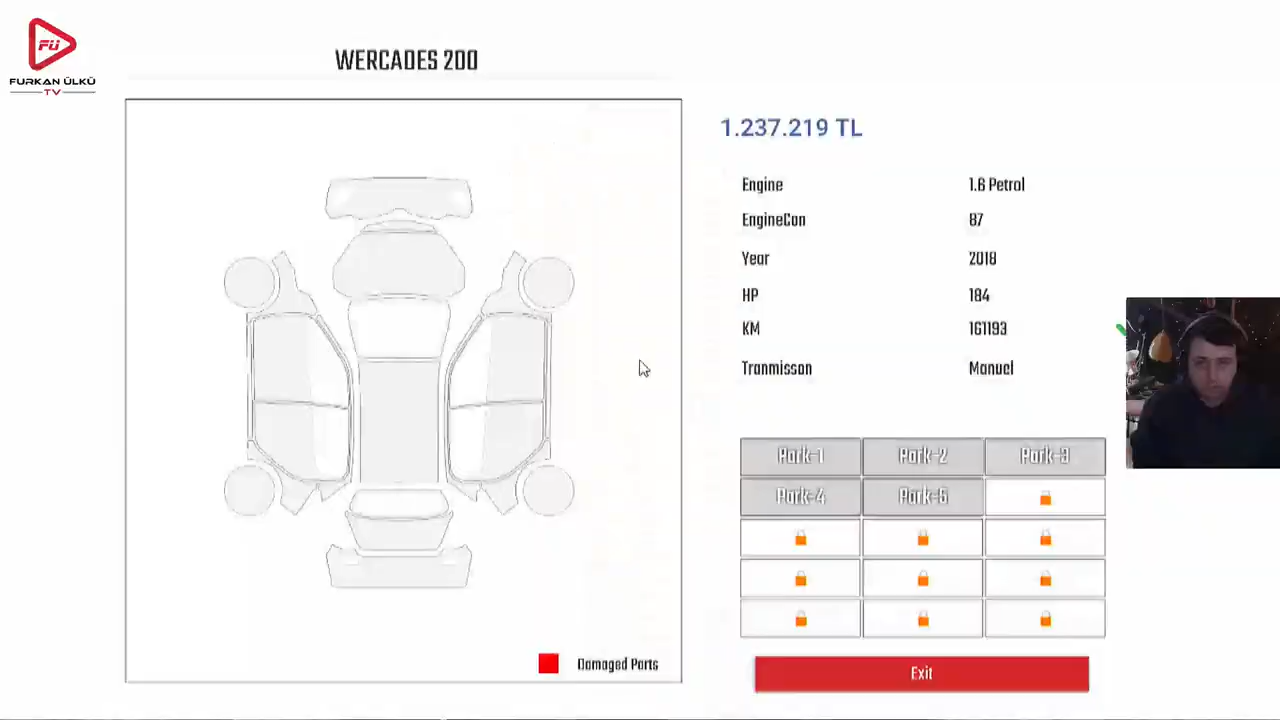 FU
FURKAN ÜLKÜ
TV
WERCADES 200
1.237.219 TL
Engine 1.6 Petrol
EngineCon 87
Year 2018
HP 184
KM 161193
Tranmisson Manuel
Park-1 Park-2 Park-3
Park-4 Park-5
Damaged Parts
Exit